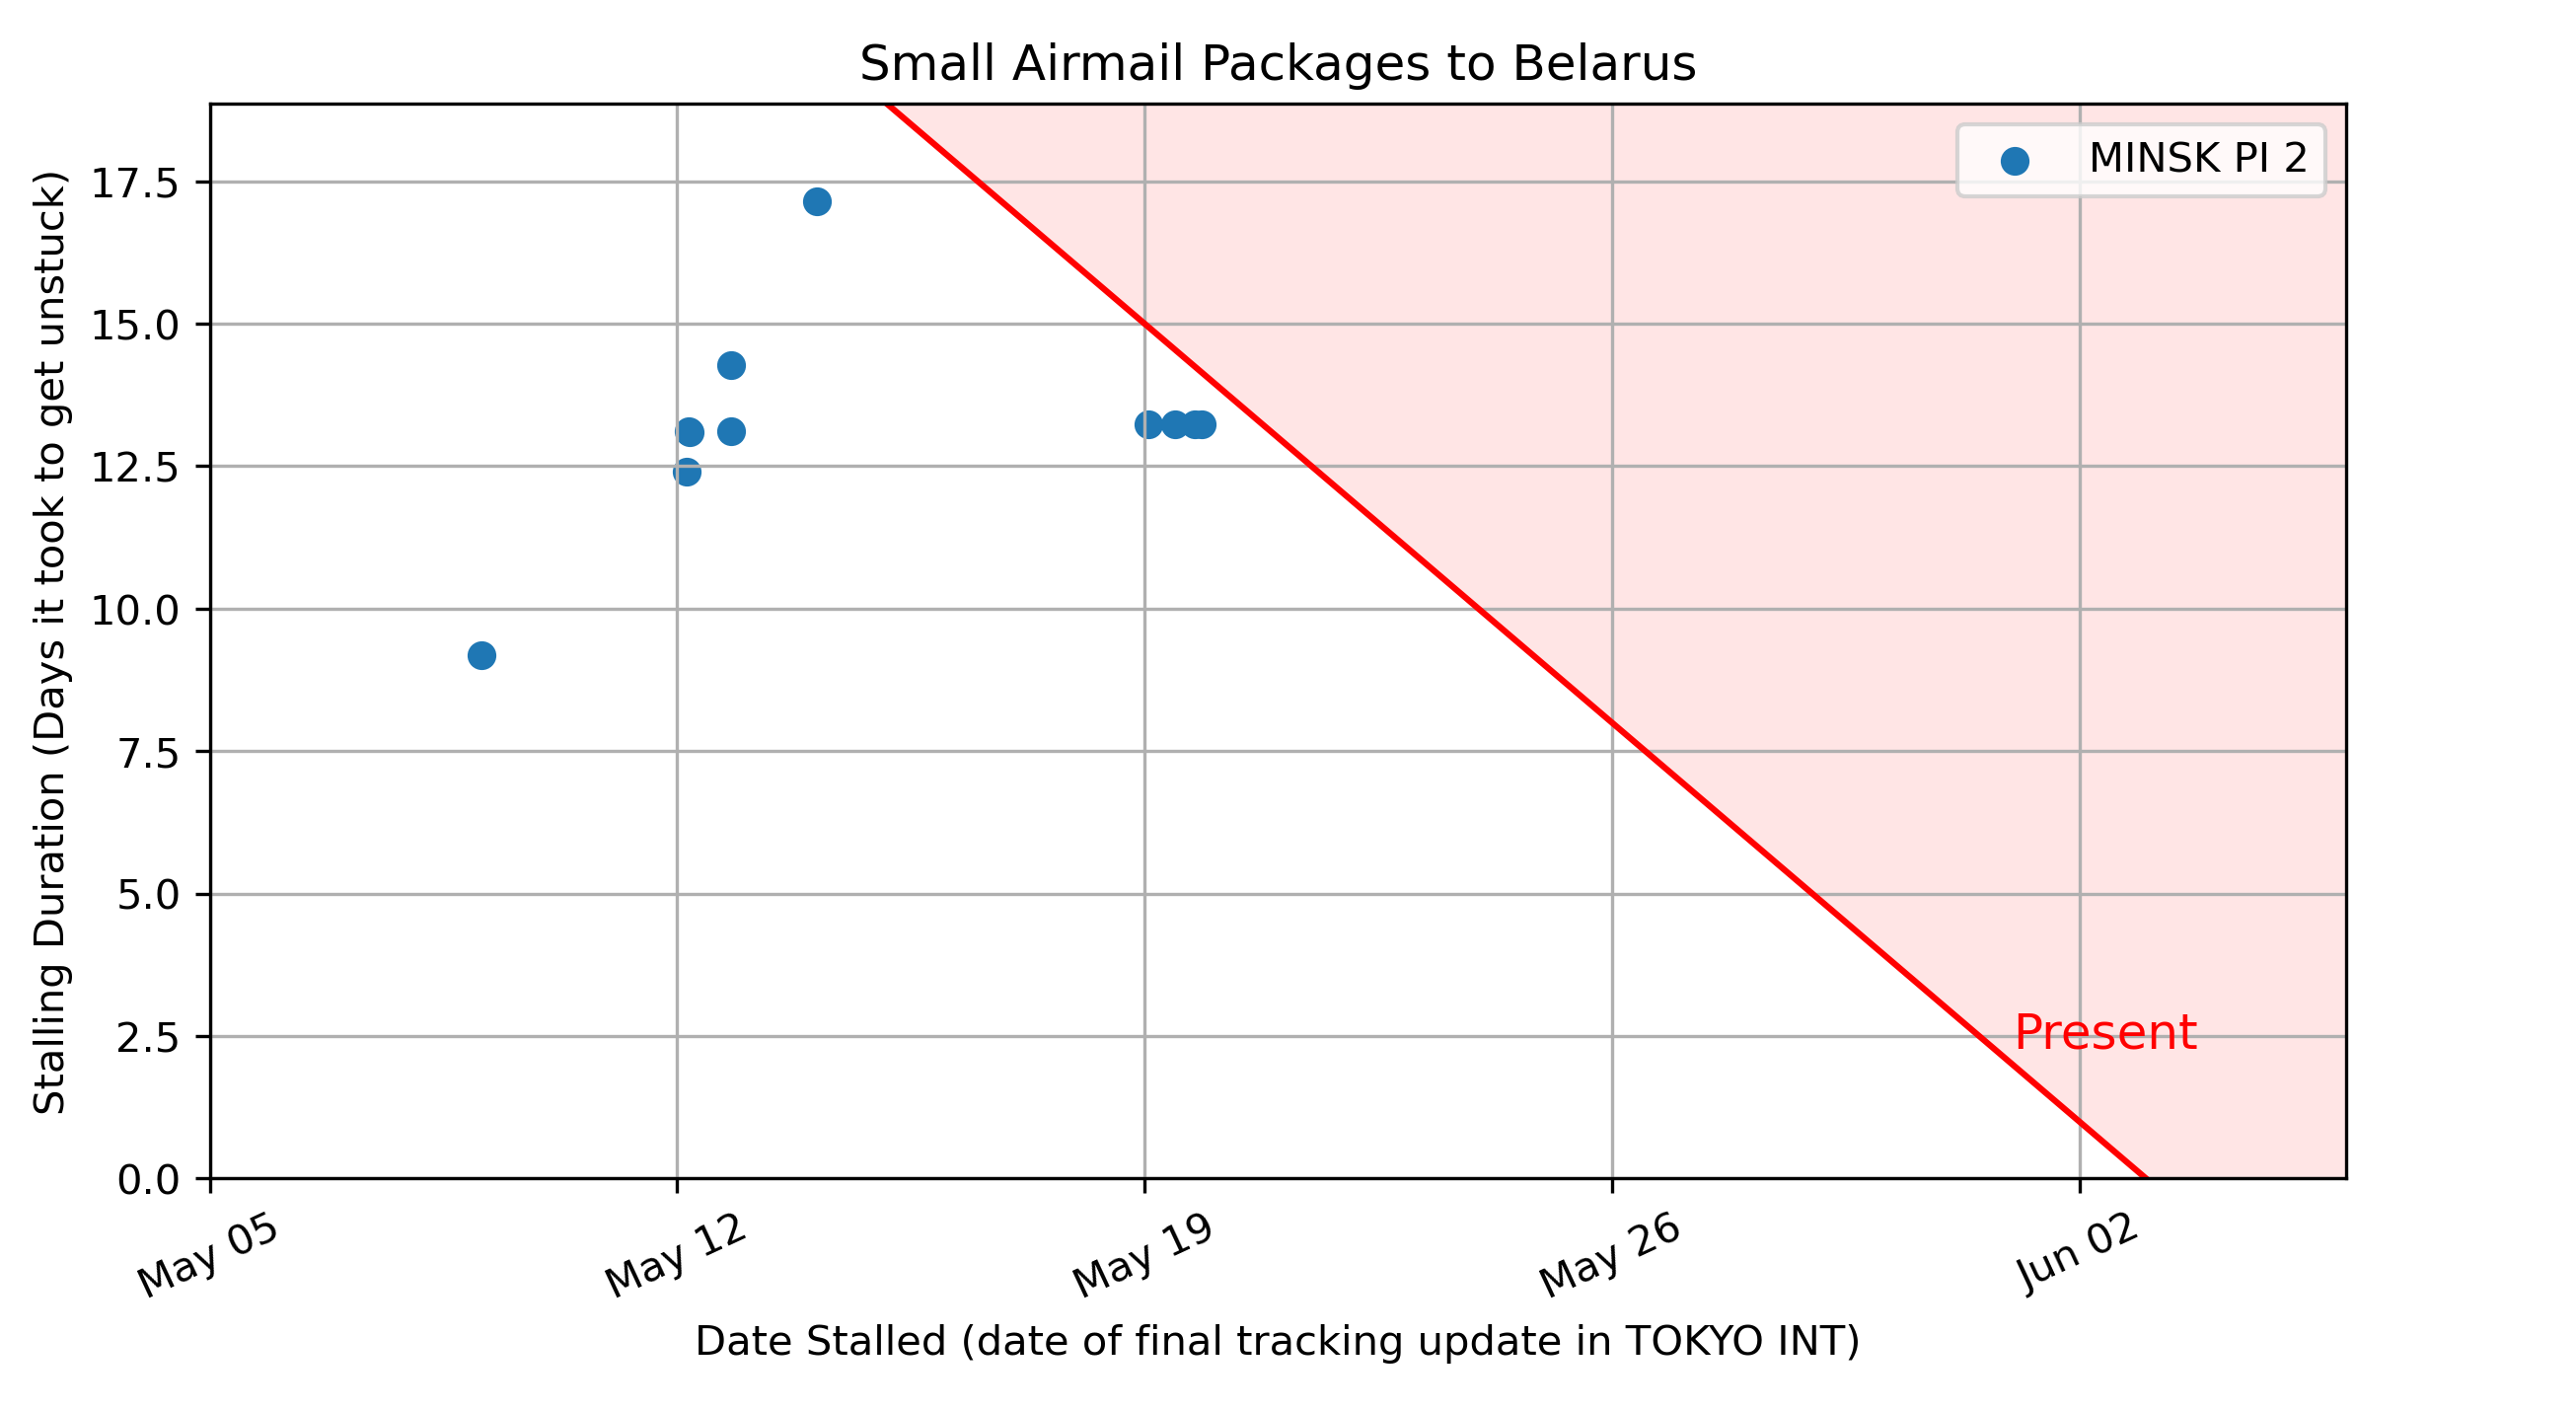 Small Airmail Packages to Belarus
MINSK PI 2
Stalling Duration (Days it took to get unstuck)
17.5
15.0
12.5
10.0
7.5
5.0
2.5
0.0
Present
May 05
May 12
May 19
May 26
Jun 02
Date Stalled (date of final tracking update in TOKYO INT)